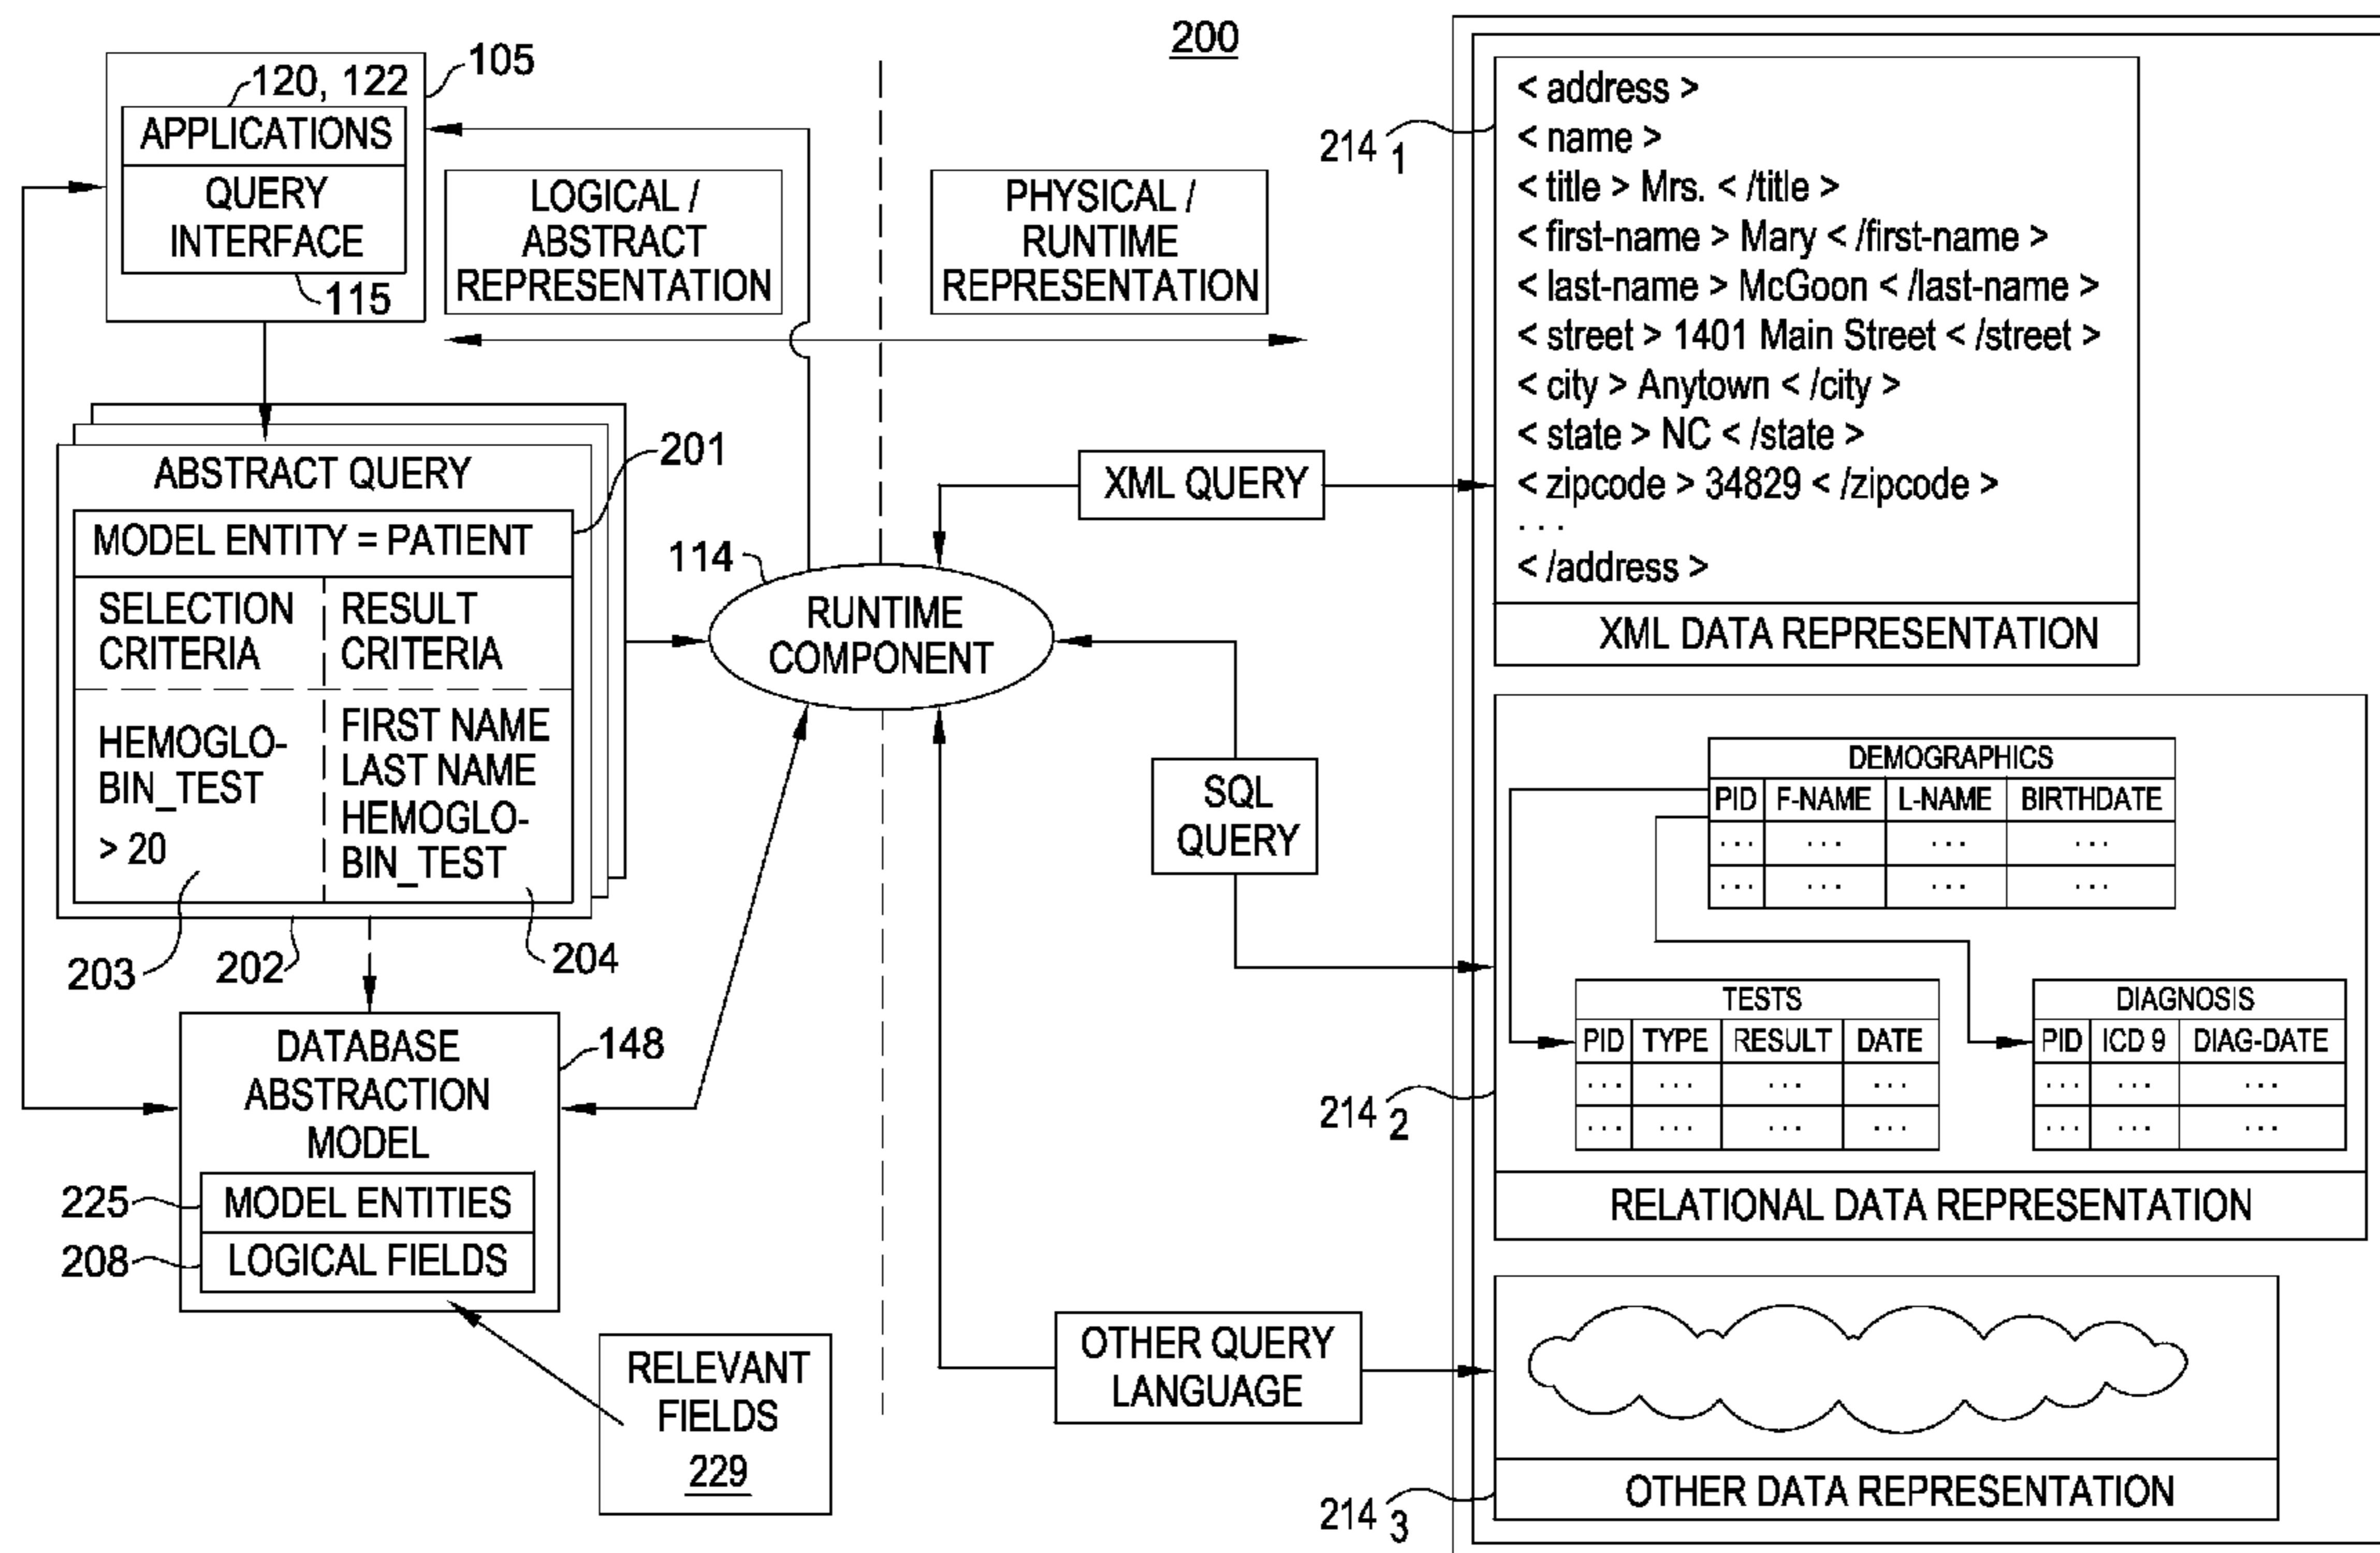 200
105
120, 122
APPLICATIONS
QUERY
INTERFACE
115
LOGICAL /
ABSTRACT
REPRESENTATION
PHYSICAL /
RUNTIME
REPRESENTATION
ABSTRACT QUERY
201
MODEL ENTITY = PATIENT
SELECTION
CRITERIA
RESULT
CRITERIA
HEMOGLO-
BIN_TEST
> 20
FIRST NAME
LAST NAME
HEMOGLO-
BIN_TEST
203
202
204
DATABASE
ABSTRACTION
MODEL
148
225
MODEL ENTITIES
208
LOGICAL FIELDS
RELEVANT
FIELDS
229
114
RUNTIME
COMPONENT
XML QUERY
SQL
QUERY
OTHER QUERY
LANGUAGE
214 1
< address >
< name >
< title > Mrs. < /title >
< first-name > Mary < /first-name >
< last-name > McGoon < /last-name >
< street > 1401 Main Street < /street >
< city > Anytown < /city >
< state > NC < /state >
< zipcode > 34829 < /zipcode >
. . .
< /address >
XML DATA REPRESENTATION
214 2
DEMOGRAPHICS
PID F-NAME L-NAME BIRTHDATE
. . . . . . . . . . . .
. . . . . . . . . . . .
TESTS
PID TYPE RESULT DATE
. . . . . . . . . . . .
. . . . . . . . . . . .
DIAGNOSIS
PID ICD 9 DIAG-DATE
. . . . . . . . .
. . . . . . . . .
RELATIONAL DATA REPRESENTATION
214 3
OTHER DATA REPRESENTATION